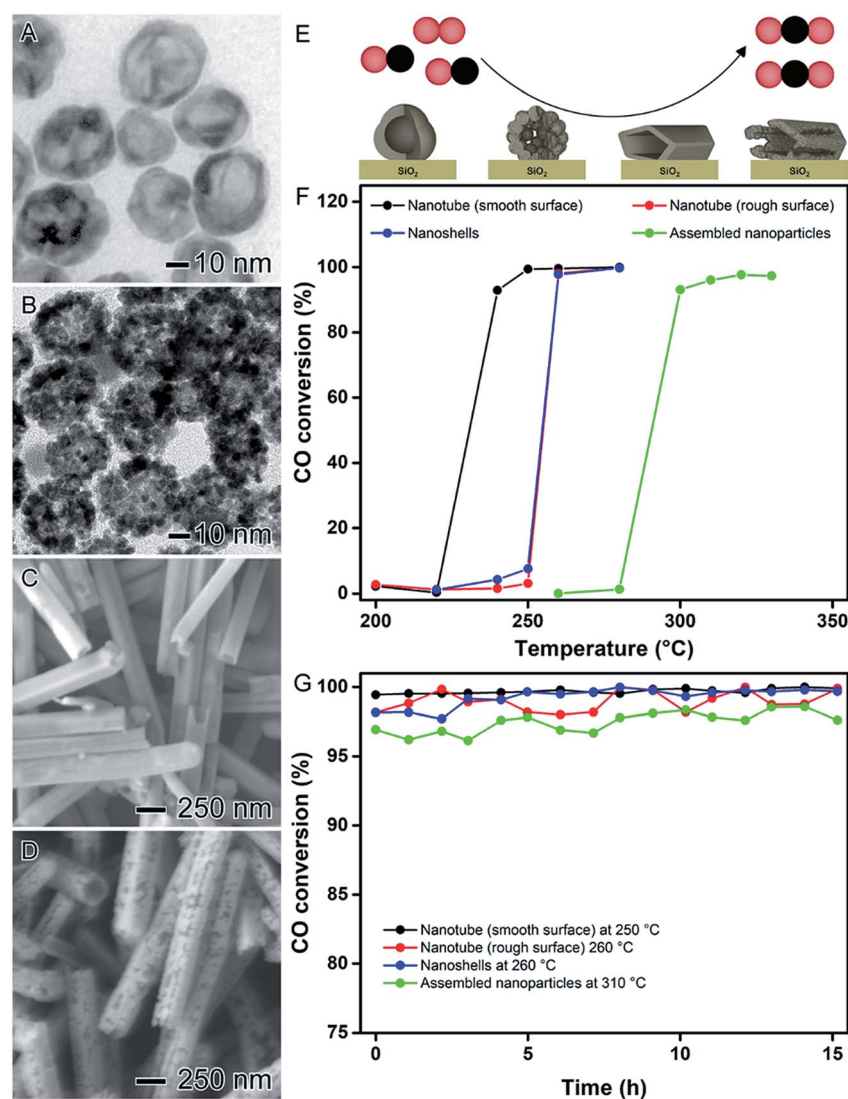 A
10 nm
B
10 nm
C
250 nm
D
250 nm
E
SiO₂ SiO₂ SiO₂ SiO₂
F
120
100
80
60
40
20
0
CO conversion (%)
Nanotube (smooth surface) Nanotube (rough surface)
Nanoshells Assembled nanoparticles
200 250 300 350
Temperature (°C)
G
100
95
90
85
80
75
CO conversion (%)
Nanotube (smooth surface) at 250 °C
Nanotube (rough surface) 260 °C
Nanoshells at 260 °C
Assembled nanoparticles at 310 °C
0 5 10 15
Time (h)